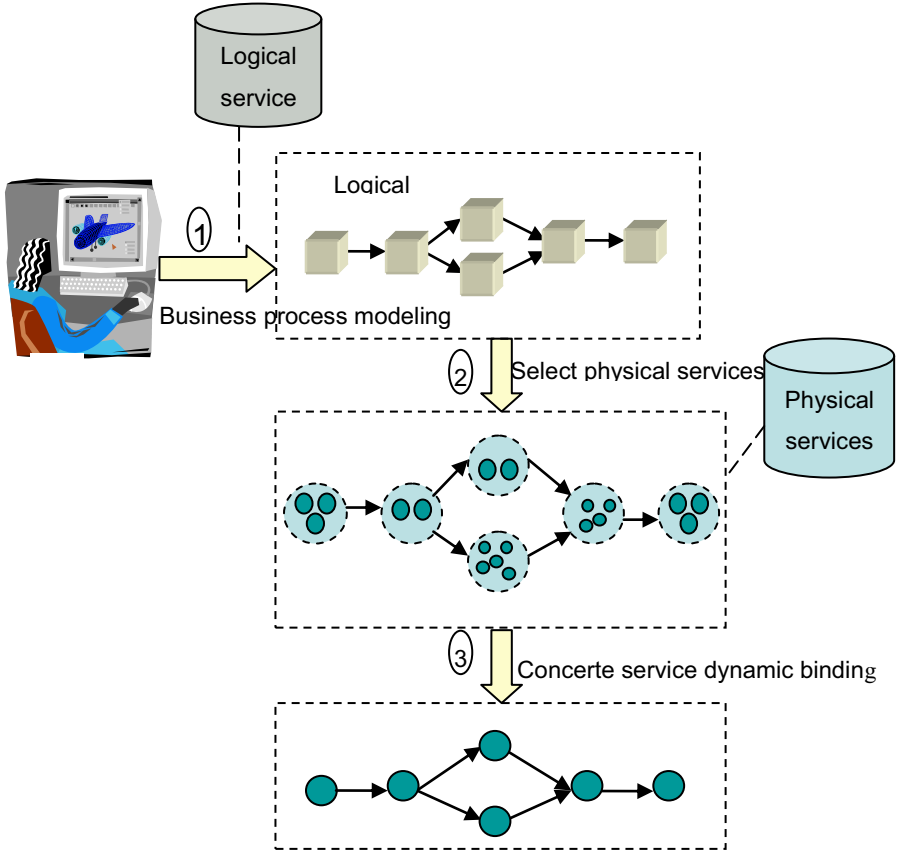 Logical
service
Logical
1
Business process modeling
2
Select physical services
Physical
services
3
Concerte service dynamic binding